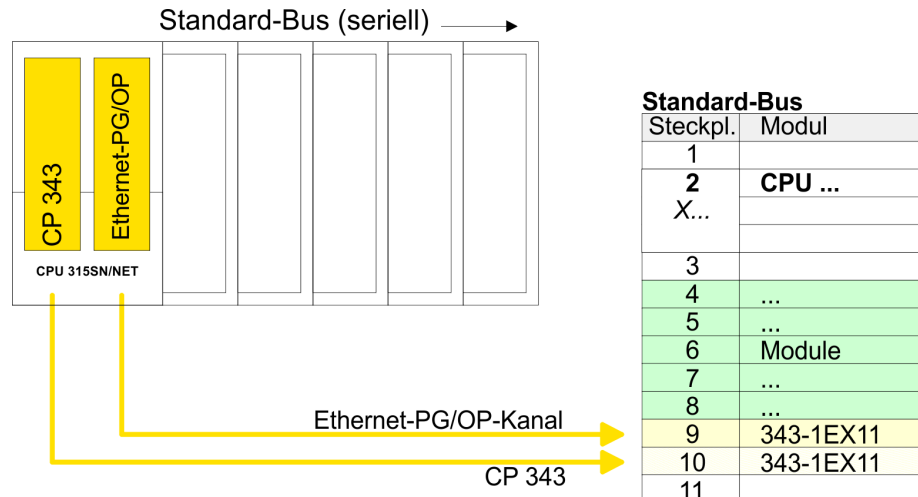 Standard-Bus (seriell)
CP 343
Ethernet-PG/OP
CPU 315SN/NET
Ethernet-PG/OP-Kanal
CP 343
Standard-Bus
Steckpl. Modul
1
2 CPU ...
X...
3
4 ...
5 ...
6 Module
7 ...
8 ...
9 343-1EX11
10 343-1EX11
11